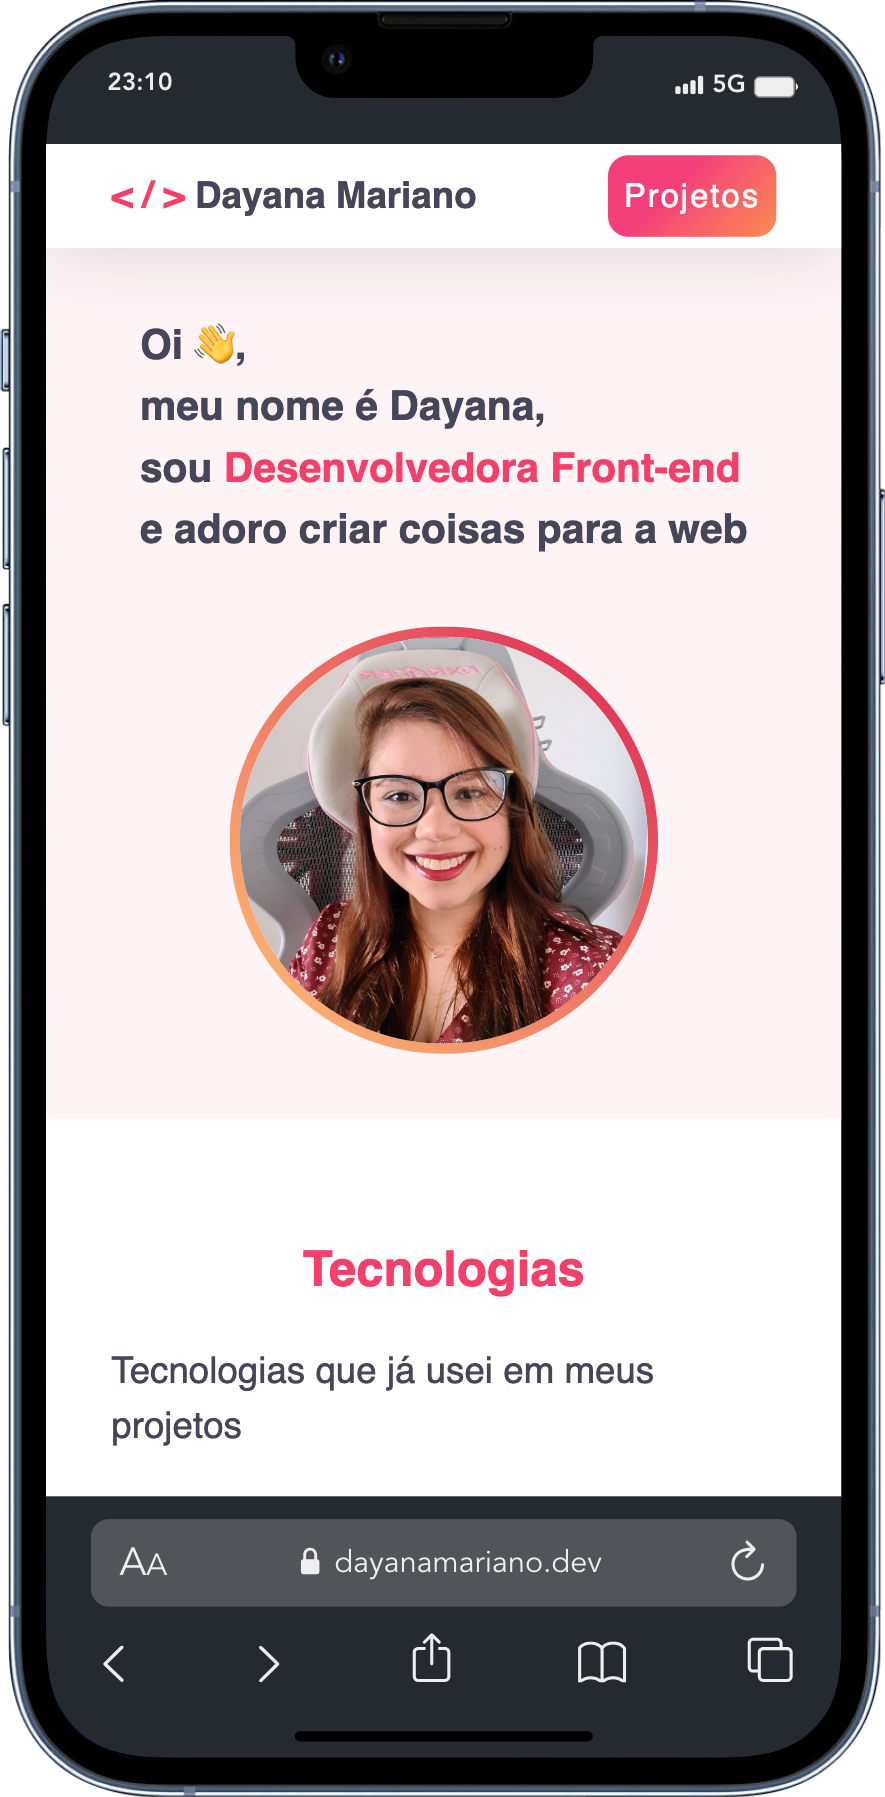 23:10 5G
</> Dayana Mariano Projetos
Oi 👋,
meu nome é Dayana,
sou Desenvolvedora Front-end
e adoro criar coisas para a web
Tecnologias
Tecnologias que já usei em meus
projetos
AA dayanamariano.dev